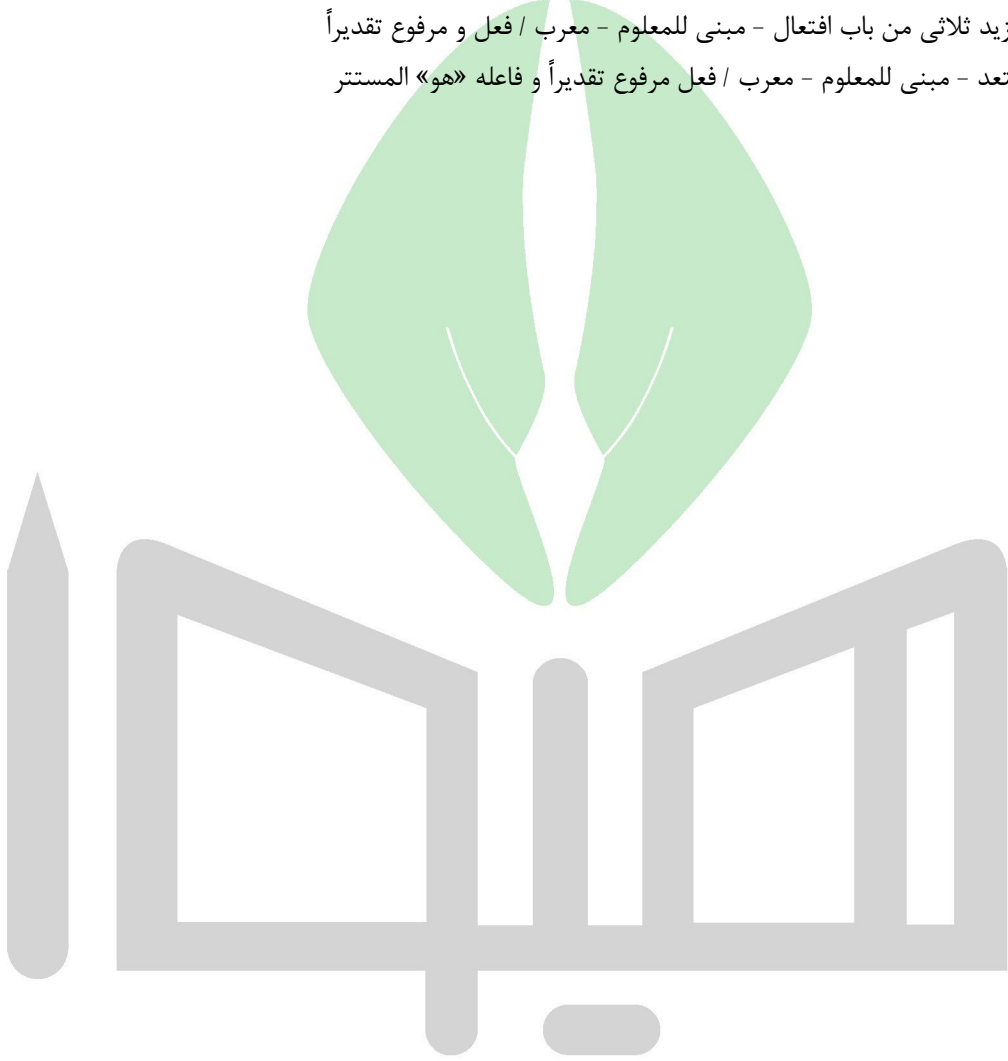 زید ثلاثی من باب افتعال - مبنی للمعلوم - معرب / فعل و مرفوع تقدیراً
تعد - مبنی للمعلوم - معرب / فعل مرفوع تقدیراً و فاعله «هو» المستتر